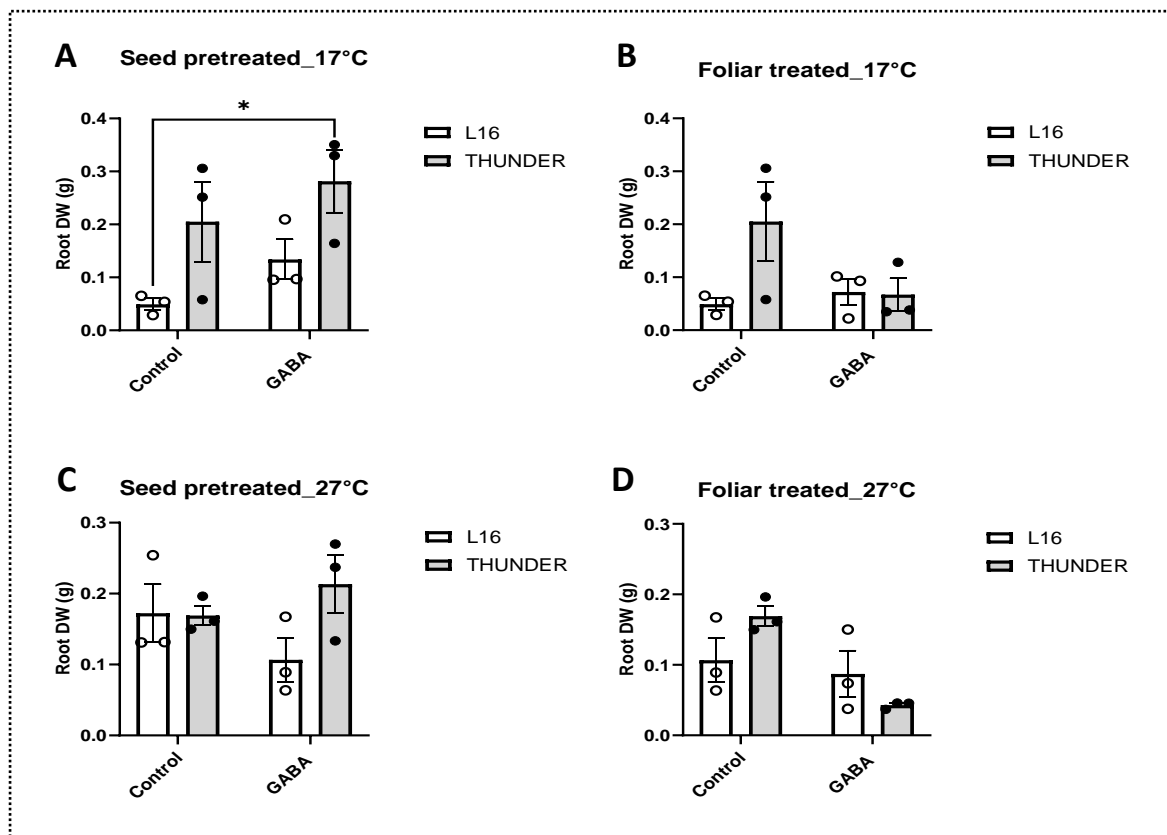 A
Seed pretreated_17°C
*
0.4
0.3
0.2
0.1
0.0
Root DW (g)
Control
GABA
L16
THUNDER
B
Foliar treated_17°C
0.4
0.3
0.2
0.1
0.0
Root DW (g)
Control
GABA
L16
THUNDER
C
Seed pretreated_27°C
0.3
0.2
0.1
0.0
Root DW (g)
Control
GABA
L16
THUNDER
D
Foliar treated_27°C
0.3
0.2
0.1
0.0
Root DW (g)
Control
GABA
L16
THUNDER